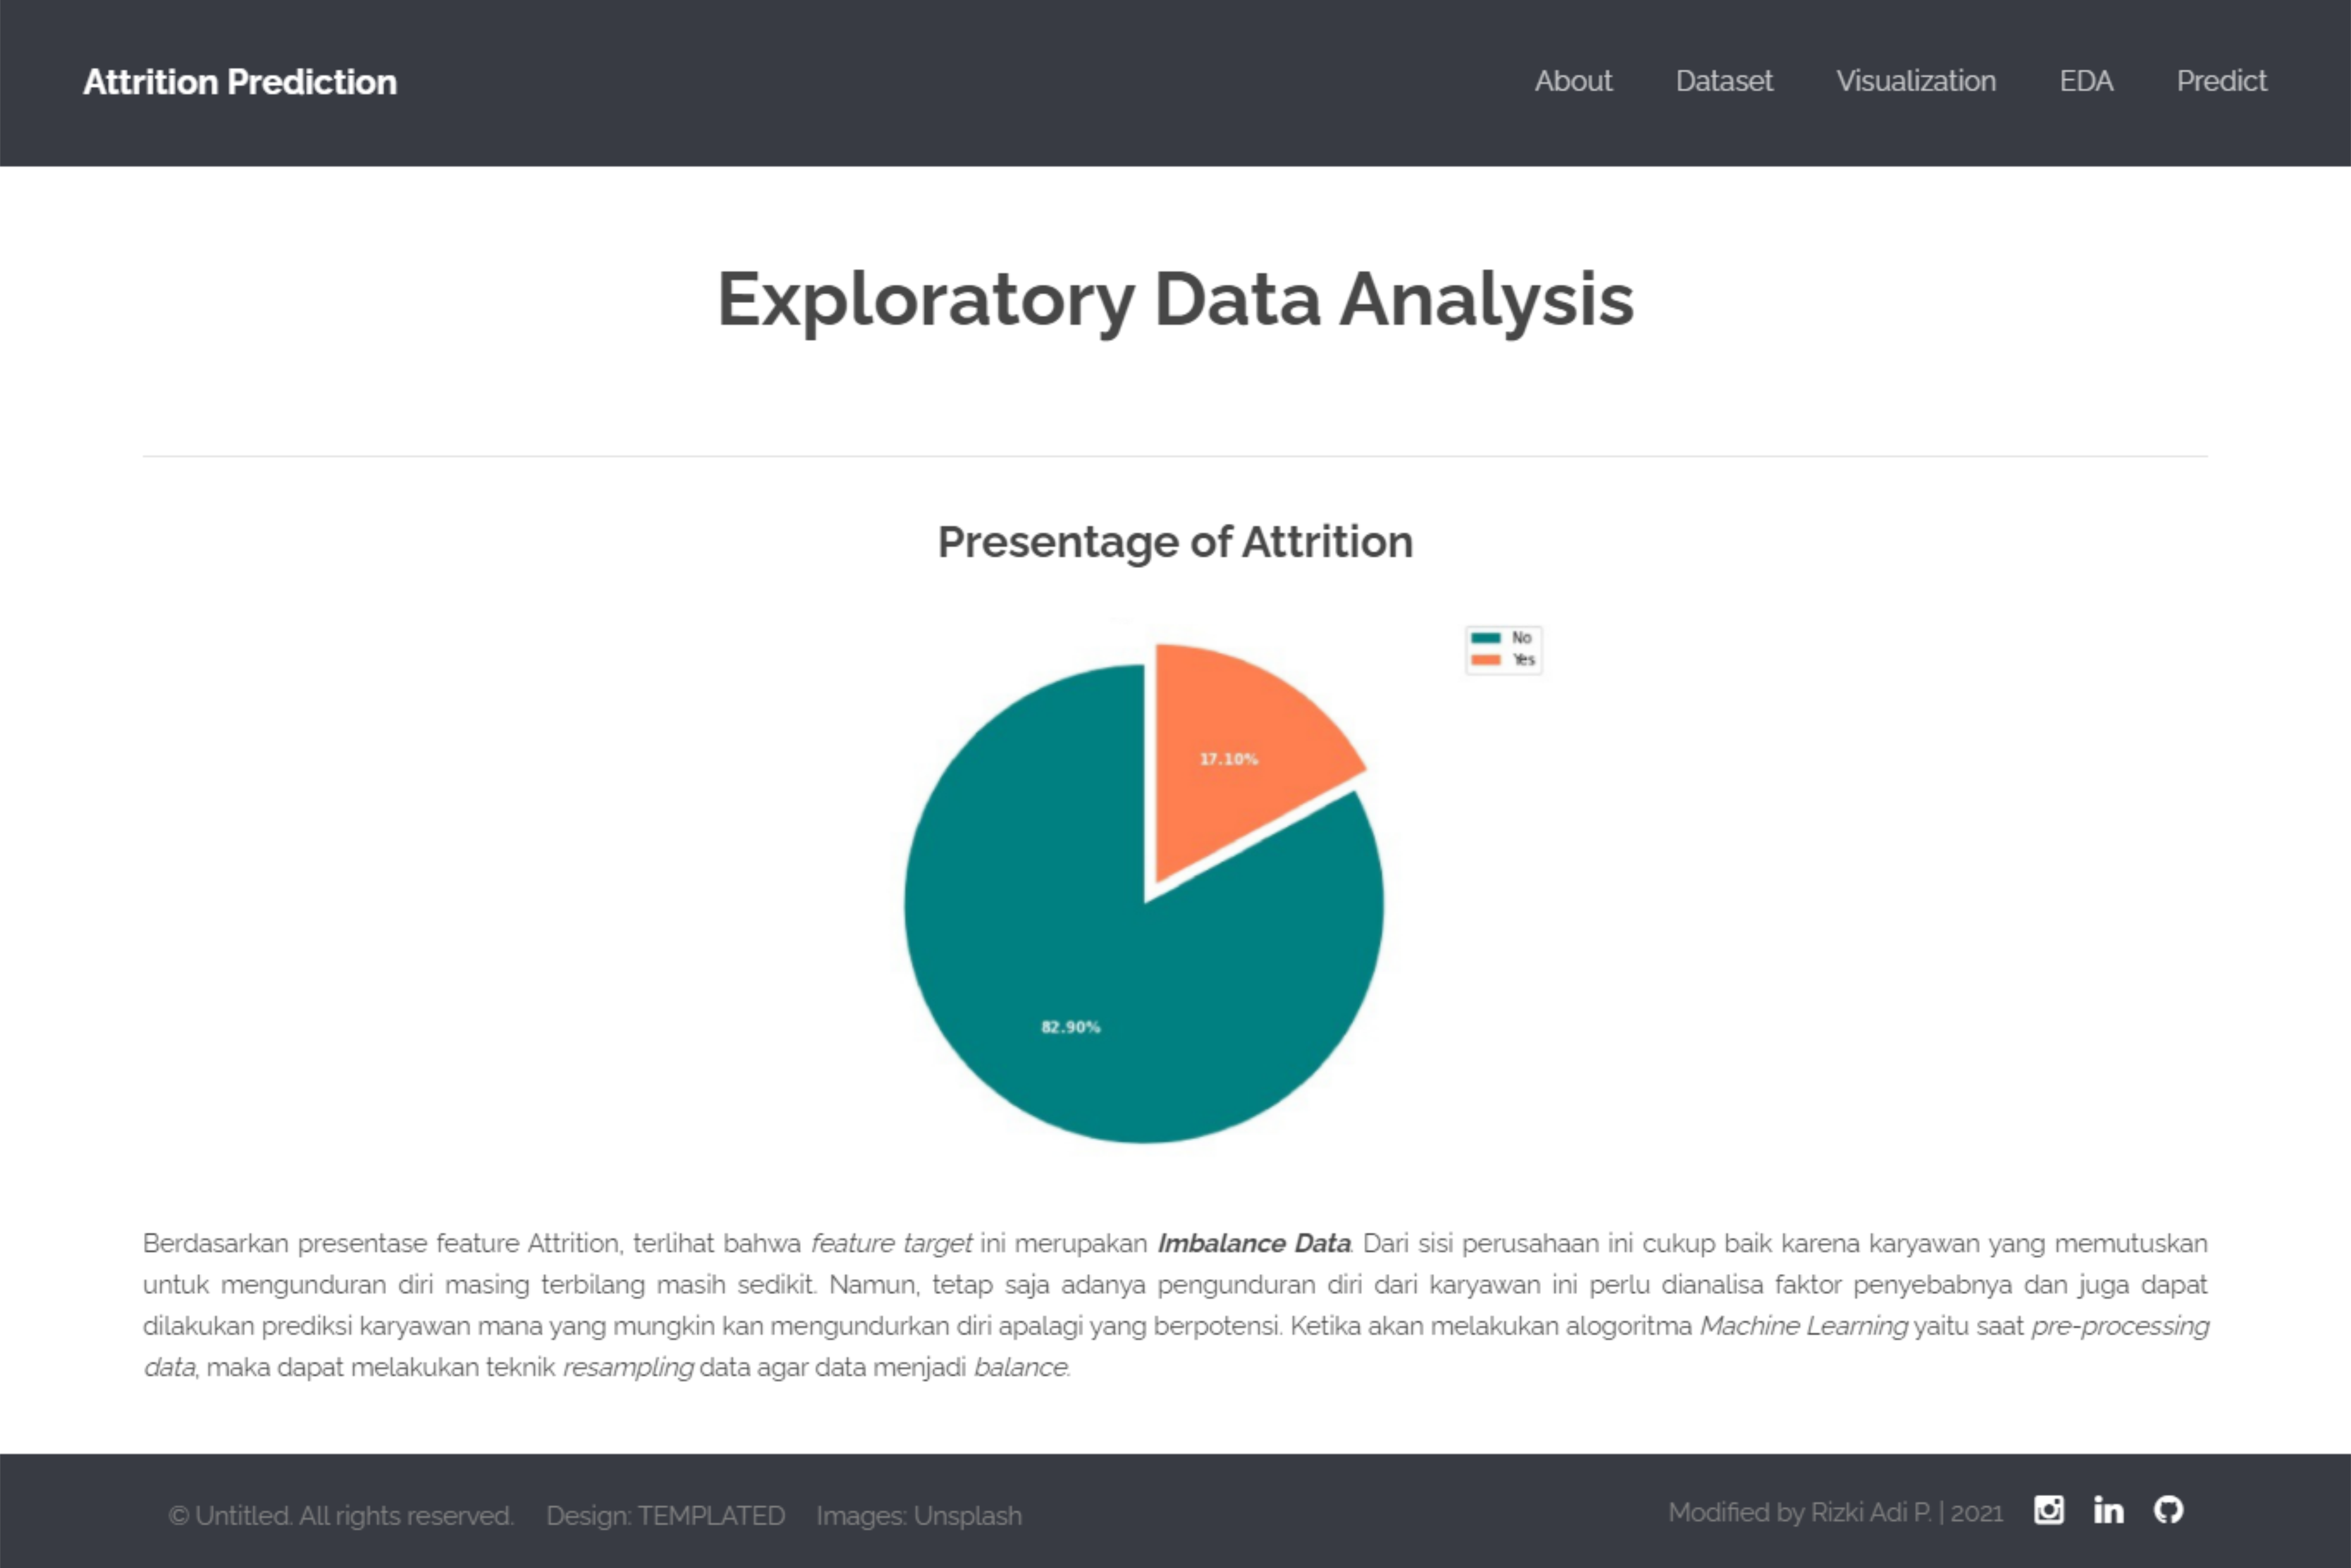 Attrition Prediction
About Dataset Visualization EDA Predict
Exploratory Data Analysis
Presentage of Attrition
No
Yes
17.10%
82.90%
Berdasarkan presentase feature Attrition, terlihat bahwa feature target ini merupakan Imbalance Data. Dari sisi perusahaan ini cukup baik karena karyawan yang memutuskan
untuk mengunduran diri masing terbilang masih sedikit. Namun, tetap saja adanya pengunduran diri dari karyawan ini perlu dianalisa faktor penyebabnya dan juga dapat
dilakukan prediksi karyawan mana yang mungkin kan mengundurkan diri apalagi yang berpotensi. Ketika akan melakukan alogoritma Machine Learning yaitu saat pre-processing
data, maka dapat melakukan teknik resampling data agar data menjadi balance.
© Untitled. All rights reserved. Design: TEMPLATED Images: Unsplash
Modified by Rizki Adi P. | 2021